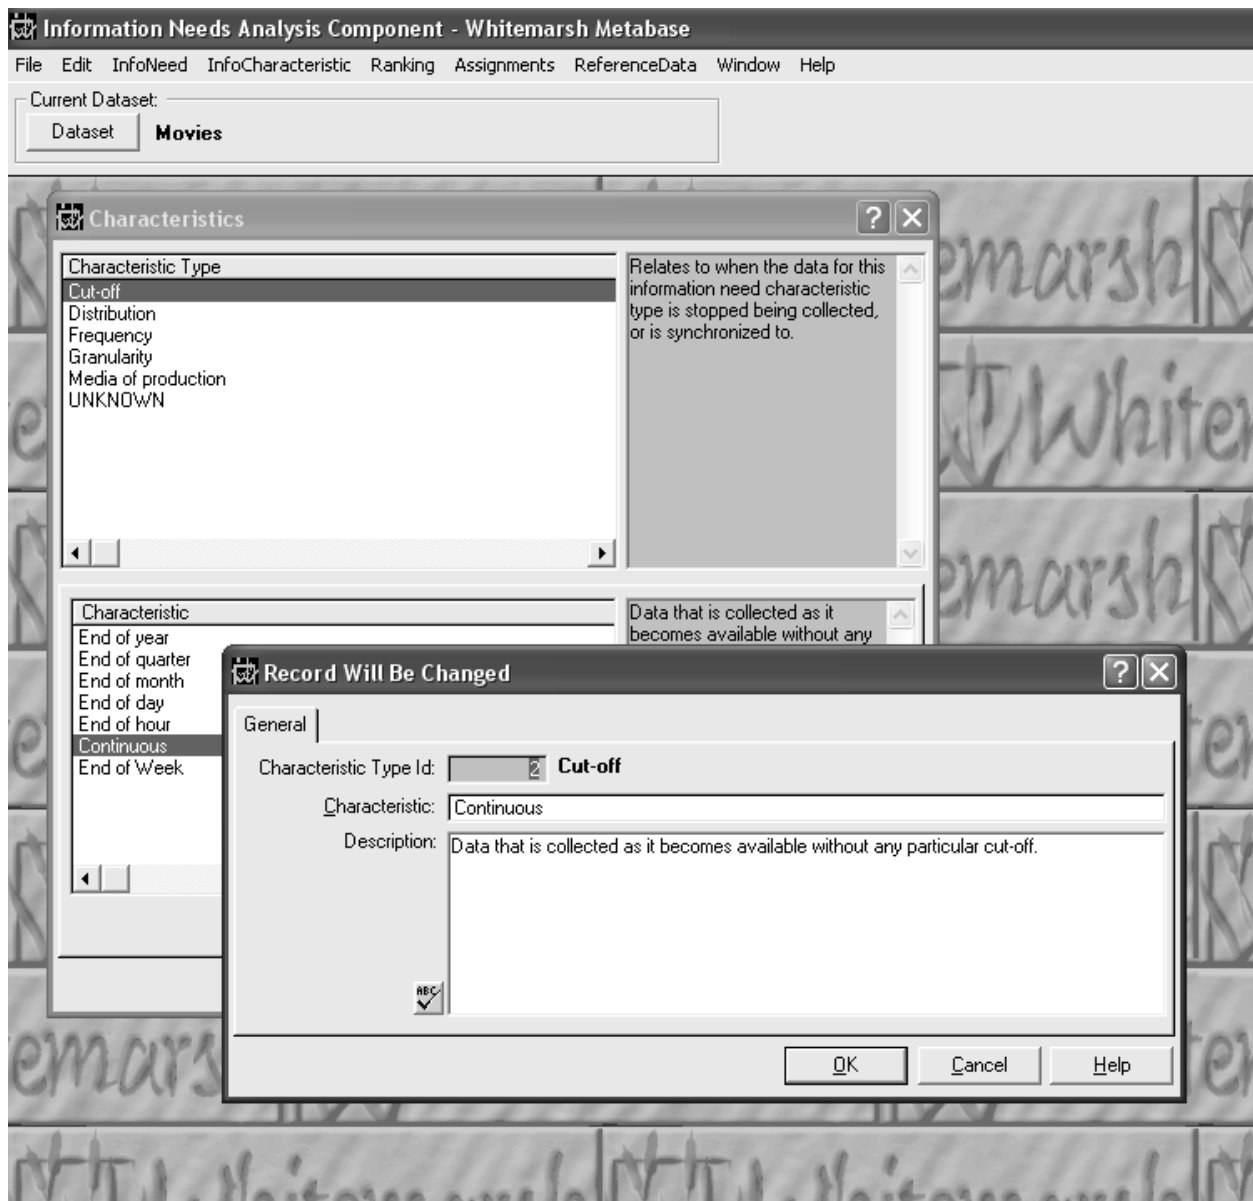 Information Needs Analysis Component - Whitemarsh Metabase
File Edit InfoNeed InfoCharacteristic Ranking Assignments ReferenceData Window Help
Current Dataset:
Dataset Movies
Characteristics
Characteristic Type
Cut-off
Distribution
Frequency
Granularity
Media of production
UNKNOWN
Relates to when the data for this
information need characteristic
type is stopped being collected,
or is synchronized to.
Characteristic
End of year
End of quarter
End of month
End of day
End of hour
Continuous
End of Week
Data that is collected as it
becomes available without any
Record Will Be Changed
General
Characteristic Type Id: 2 Cut-off
Characteristic: Continuous
Description: Data that is collected as it becomes available without any particular cut-off.
ABC
OK Cancel Help
emarsh
Whiter
emarsh
emars